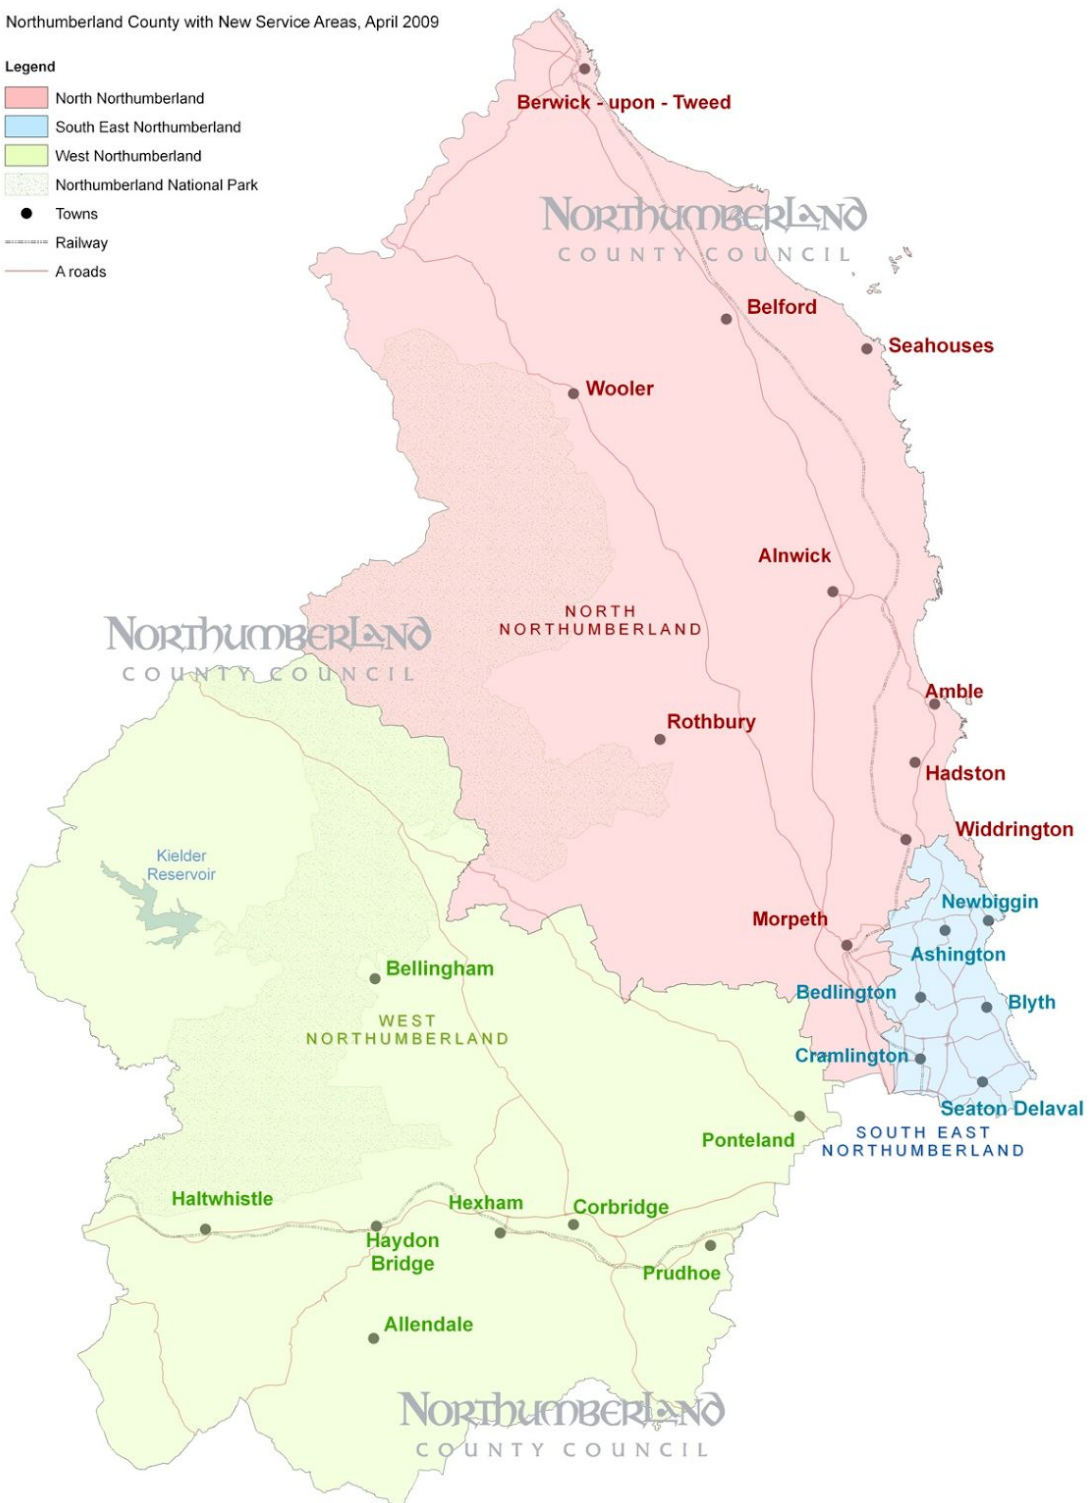 Northumberland County with New Service Areas, April 2009
Legend
North Northumberland
South East Northumberland
West Northumberland
Northumberland National Park
Towns
Railway
A roads
Berwick - upon - Tweed
NORTHUMBERLAND
COUNTY COUNCIL
Belford
Seahouses
Wooler
Alnwick
NORTH
NORTHUMBERLAND
NORTHUMBERLAND
COUNTY COUNCIL
Amble
Rothbury
Hadston
Widdrington
Kielder
Reservoir
Newbiggin
Morpeth
Ashington
Bellingham
Bedlington
Blyth
WEST
NORTHUMBERLAND
Cramlington
Seaton Delaval
Ponteland
SOUTH EAST
NORTHUMBERLAND
Haltwhistle
Hexham
Corbridge
Haydon
Bridge
Prudhoe
Allendale
NORTHUMBERLAND
COUNTY COUNCIL